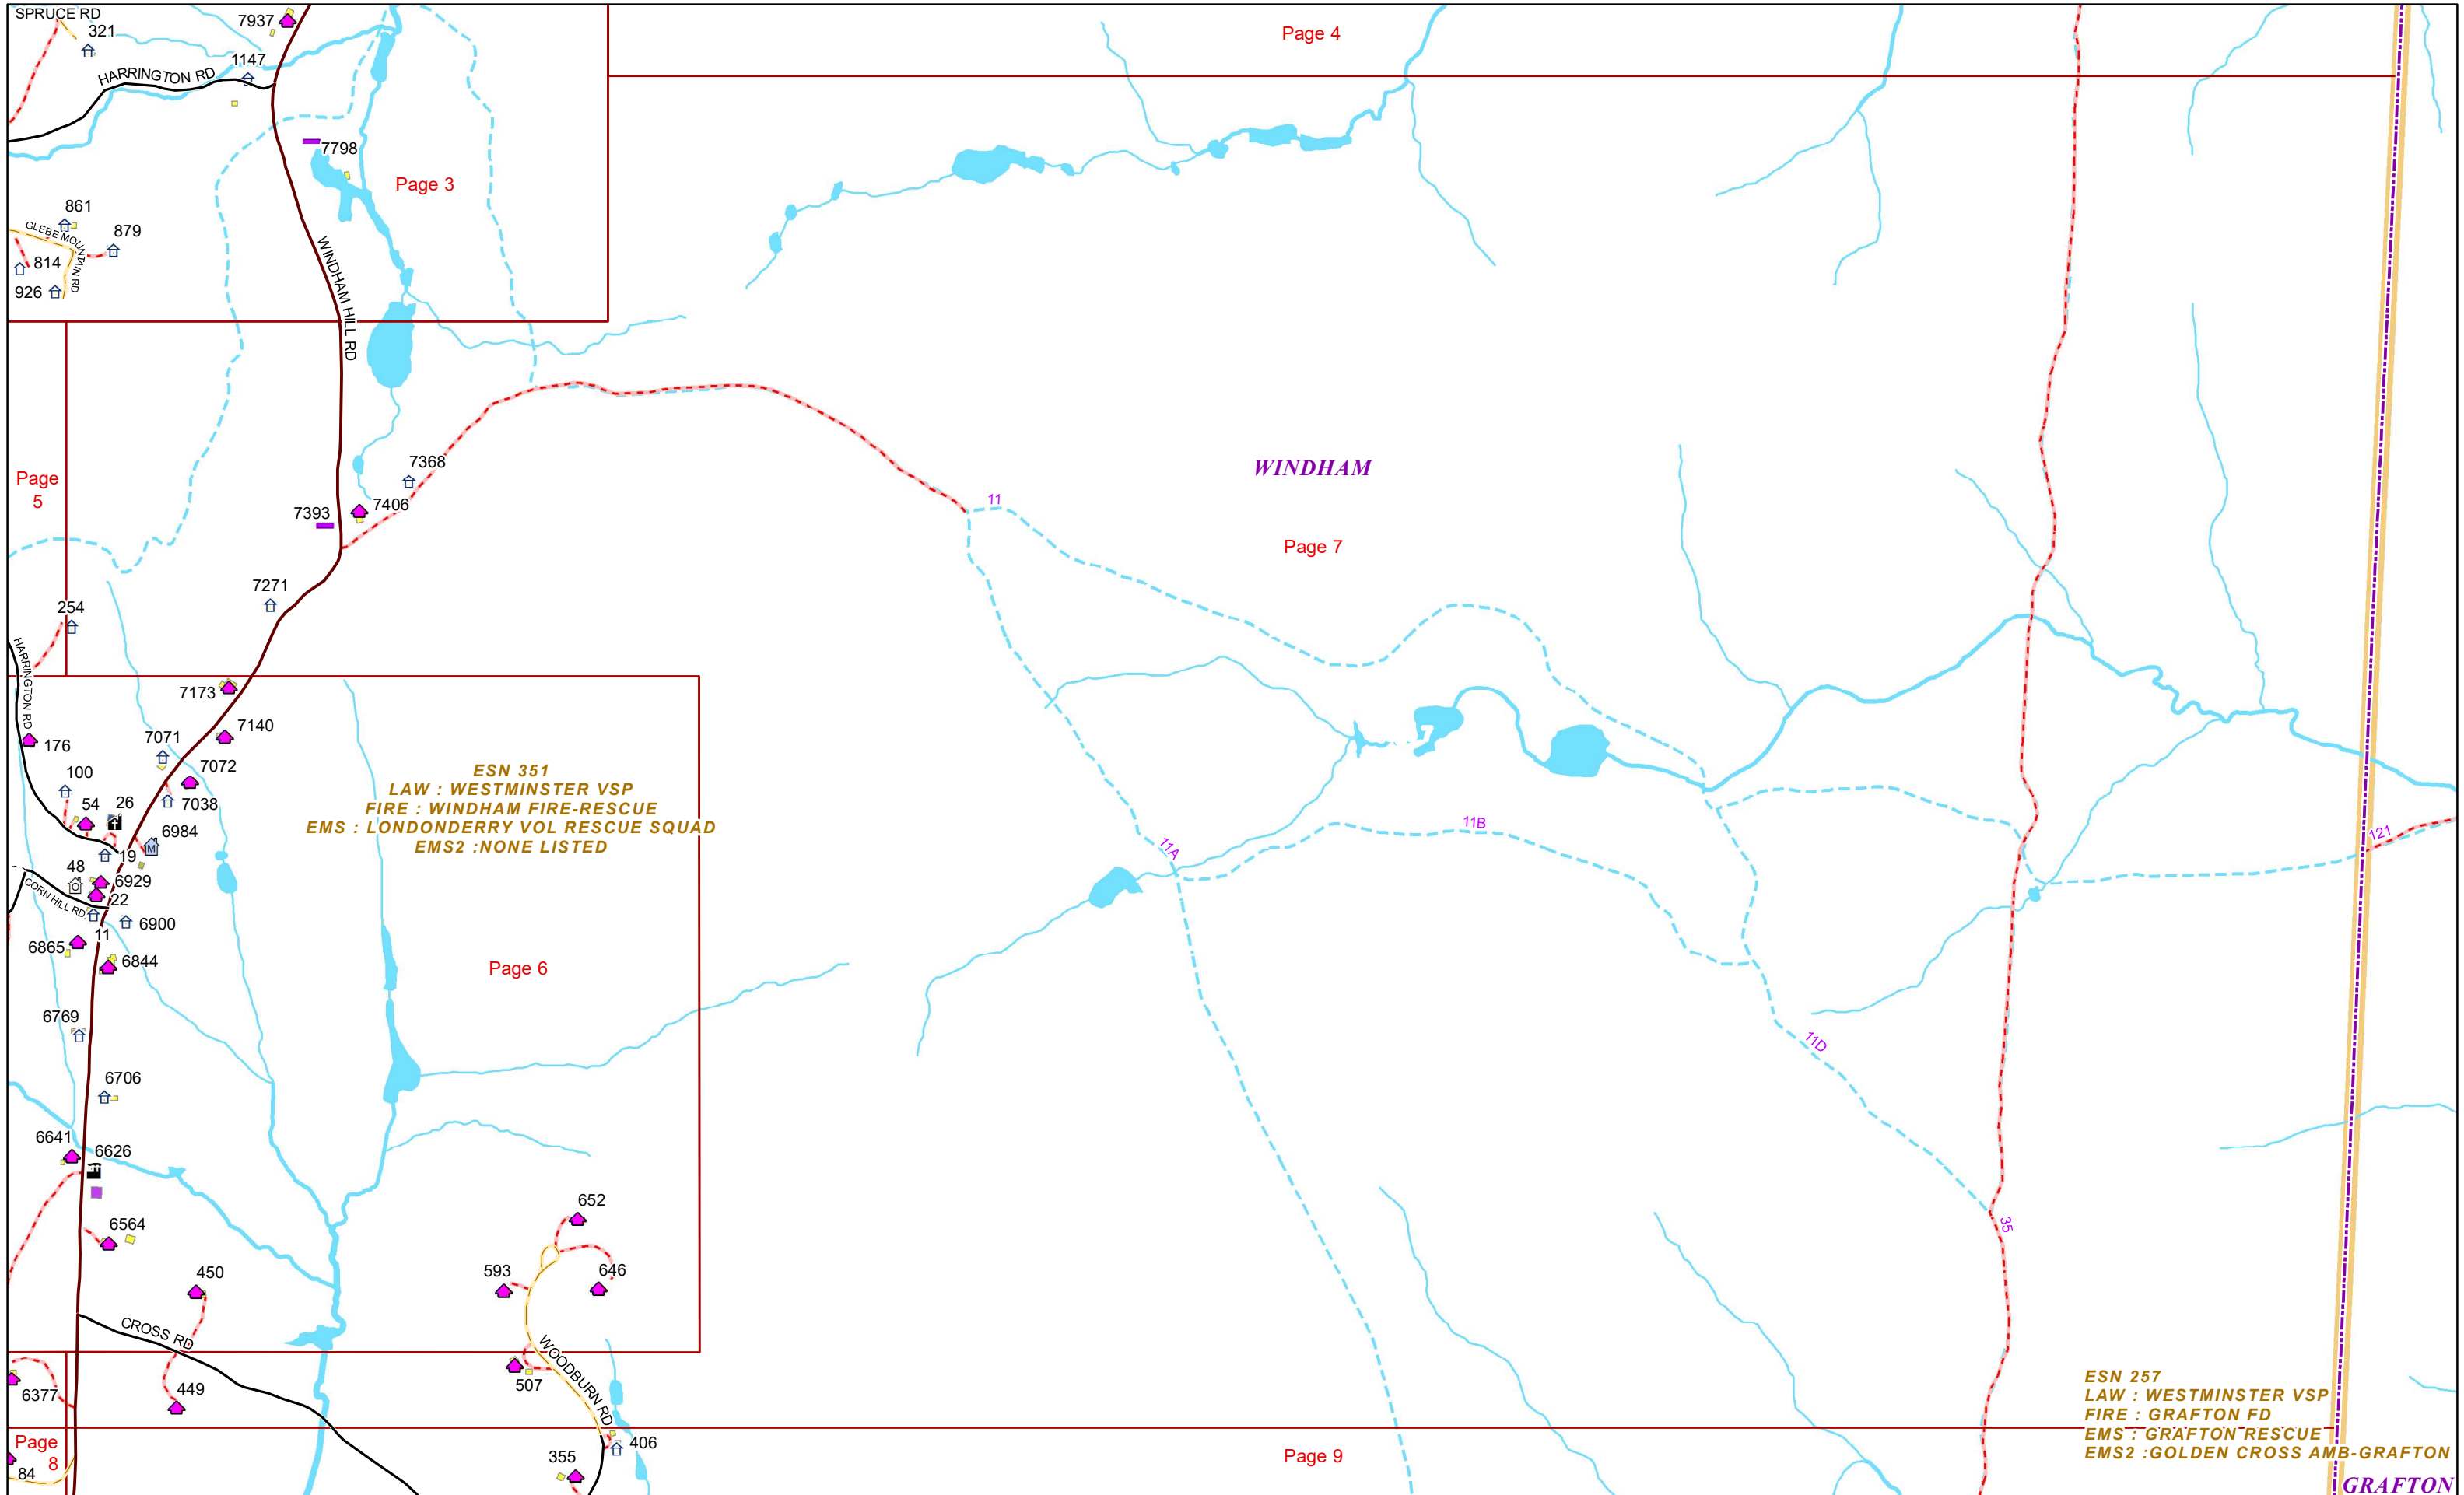 SPRUCE RD
321
7937
1147
HARRINGTON RD
Page 4
7798
Page 3
861
GLEBE MOUNTAIN RD
879
814
926
WINDHAM HILL RD
7368
WINDHAM
Page
5
7406
7393
11
Page 7
7271
254
HARRINGTON RD
7173
7140
176
7071
7072
100
54
26
7038
ESN 351
LAW : WESTMINSTER VSP
FIRE : WINDHAM FIRE-RESCUE
EMS : LONDONDERRY VOL RESCUE SQUAD
EMS2 :NONE LISTED
7
6984
19
11A
11B
121
48
6929
22
CORN HILL RD
6900
11
6865
6844
Page 6
6769
11D
6706
6641
6626
652
35
6564
450
593
646
CROSS RD
WOODBURN RD
6377
449
507
ESN 257
LAW : WESTMINSTER VSP
FIRE : GRAFTON FD
EMS : GRAFTON RESCUE
EMS2 :GOLDEN CROSS AMB-GRAFTON
Page
8
84
355
406
Page 9
GRAFTON